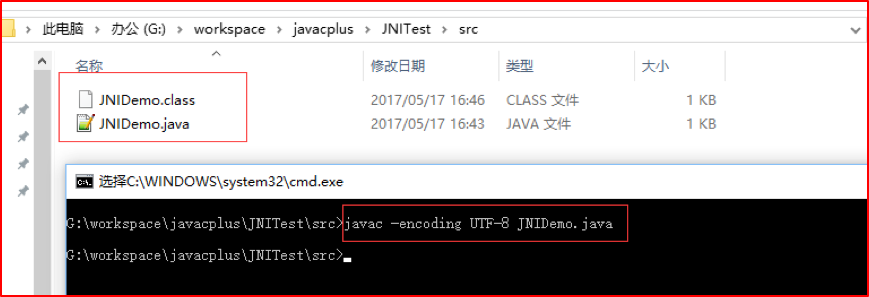 此电脑 > 办公 (G:) > workspace > javacplus > JNITest > src
名称 修改日期 类型 大小
JNIDemo.class 2017/05/17 16:46 CLASS 文件 1 KB
JNIDemo.java 2017/05/17 16:43 JAVA 文件 1 KB
选择C:\WINDOWS\system32\cmd.exe
G:\workspace\javacplus\JNITest\src>javac -encoding UTF-8 JNIDemo.java
G:\workspace\javacplus\JNITest\src>